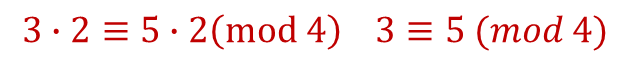 3 · 2 ≡ 5 · 2(mod 4) 3 ≡ 5 (mod 4)